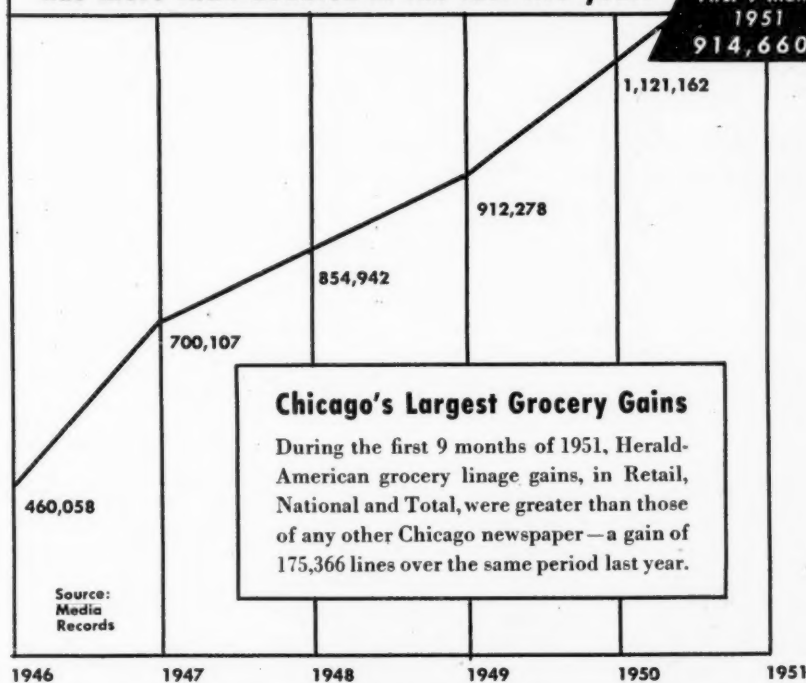 1951
914,660
1,121,162
912,278
854,942
700,107
460,058
Chicago's Largest Grocery Gains
During the first 9 months of 1951, Herald-
American grocery linage gains, in Retail,
National and Total, were greater than those
of any other Chicago newspaper—a gain of
175,366 lines over the same period last year.
Source:
Media
Records
1946 1947 1948 1949 1950 1951